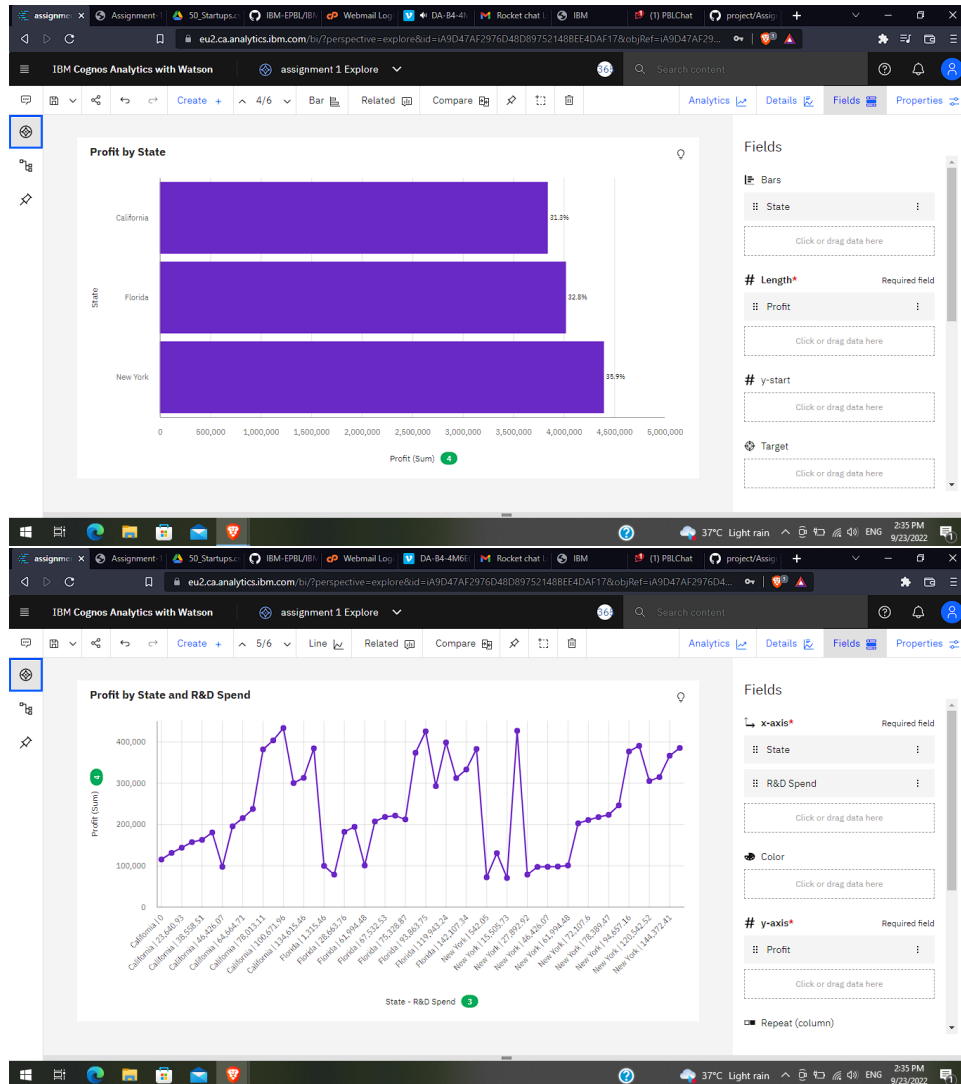 assignmen Assignment-1 50_Startups.c IBM-EPBL/IBM cP Webmail Log DA-B4-4M Rocket chat L IBM (1) PBLChat project/Assig
eu2.ca.analytics.ibm.com/bi/?perspective=explore&id=iA9D47AF2976D48D89752148BEE4DAF17&objRef=iA9D47AF29...
IBM Cognos Analytics with Watson assignment 1 Explore 365 Search content
Create + 4/6 Bar Related Compare Analytics Details Fields Properties
Profit by State
California
31.3%
Florida
32.8%
New York
35.9%
State
0 500,000 1,000,000 1,500,000 2,000,000 2,500,000 3,000,000 3,500,000 4,000,000 4,500,000 5,000,000
Profit (Sum) 4
Fields
Bars
State
Click or drag data here
# Length* Required field
Profit
Click or drag data here
# y-start
Click or drag data here
Target
Click or drag data here
37°C Light rain ENG 2:35 PM
9/23/2022
assignmen Assignment-1 50_Startups.c IBM-EPBL/IBM cP Webmail Log DA-B4-4M6E Rocket chat L IBM (1) PBLChat project/Assig
eu2.ca.analytics.ibm.com/bi/?perspective=explore&id=iA9D47AF2976D48D89752148BEE4DAF17&objRef=iA9D47AF2976D4...
IBM Cognos Analytics with Watson assignment 1 Explore 365 Search content
Create + 5/6 Line Related Compare Analytics Details Fields Properties
Profit by State and R&D Spend
400,000
300,000
200,000
100,000
0
Profit (Sum) 4
California | 0
California | 23,640.93
California | 38,558.51
California | 46,426.07
California | 64,664.71
California | 78,013.11
California | 100,671.96
California | 134,615.46
Florida | 1,315.46
Florida | 28,663.76
Florida | 61,994.48
Florida | 67,532.53
Florida | 75,328.87
Florida | 93,863.75
Florida | 119,943.24
Florida | 142,107.34
New York | 542.05
New York | 15,505.73
New York | 27,892.92
New York | 46,426.07
New York | 61,994.48
New York | 72,107.6
New York | 78,389.47
New York | 94,657.16
New York | 120,542.52
New York | 144,372.41
State - R&D Spend 3
Fields
x-axis* Required field
State
R&D Spend
Click or drag data here
Color
Click or drag data here
# y-axis* Required field
Profit
Click or drag data here
Repeat (column)
37°C Light rain ENG 2:35 PM
9/23/2022